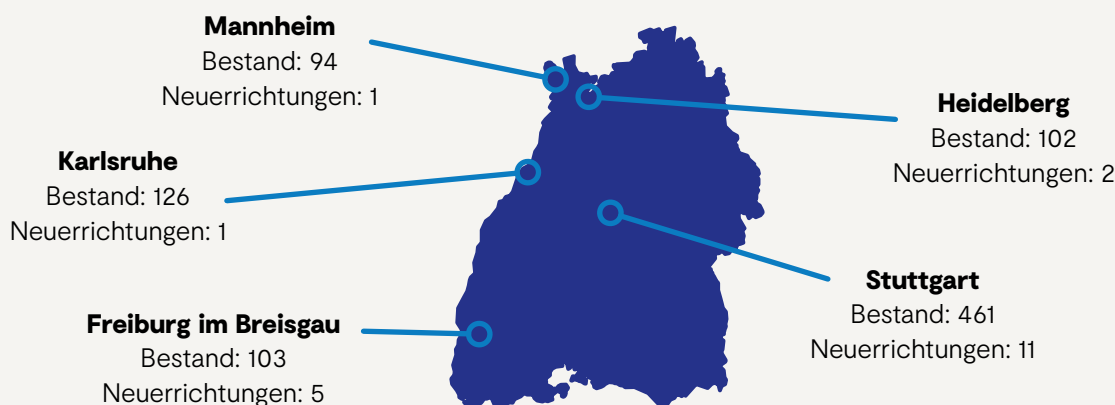 Mannheim
Bestand: 94
Neuerrichtungen: 1
Heidelberg
Bestand: 102
Neuerrichtungen: 2
Karlsruhe
Bestand: 126
Neuerrichtungen: 1
Stuttgart
Bestand: 461
Neuerrichtungen: 11
Freiburg im Breisgau
Bestand: 103
Neuerrichtungen: 5